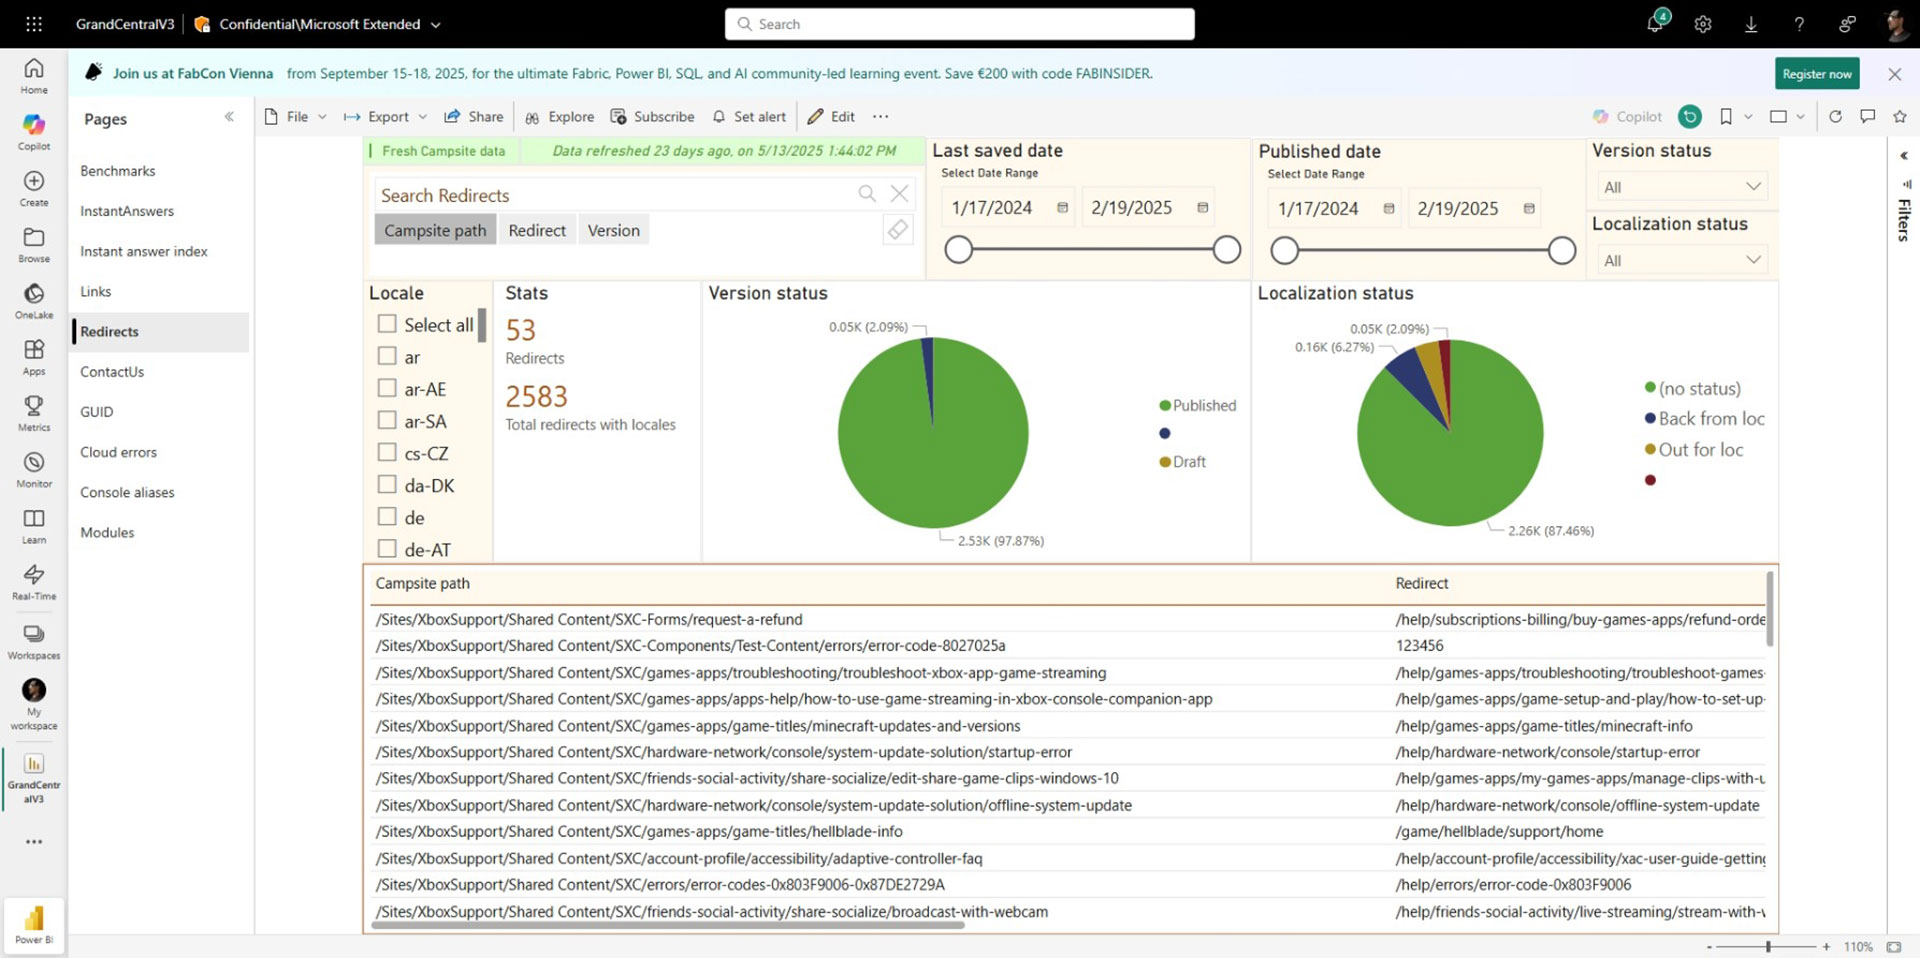 GrandCentralV3 Confidential\Microsoft Extended Search 4
Join us at FabCon Vienna from September 15-18, 2025, for the ultimate Fabric, Power BI, SQL, and AI community-led learning event. Save €200 with code FABINSIDER. Register now
Home
Copilot
Create
Browse
OneLake
Apps
Metrics
Monitor
Learn
Real-Time
Workspaces
My
workspace
GrandCentr
alV3
Power BI
Pages
Benchmarks
InstantAnswers
Instant answer index
Links
Redirects
ContactUs
GUID
Cloud errors
Console aliases
Modules
File Export Share Explore Subscribe Set alert Edit Copilot
Fresh Campsite data Data refreshed 23 days ago, on 5/13/2025 1:44:02 PM
Search Redirects
Campsite path Redirect Version
Last saved date
Select Date Range
1/17/2024 2/19/2025
Published date
Select Date Range
1/17/2024 2/19/2025
Version status
All
Localization status
All
Filters
Locale
Select all
ar
ar-AE
ar-SA
cs-CZ
da-DK
de
de-AT
Stats
53
Redirects
2583
Total redirects with locales
Version status
0.05K (2.09%)
2.53K (97.87%)
Published
Draft
Localization status
0.05K (2.09%)
0.16K (6.27%)
2.26K (87.46%)
(no status)
Back from loc
Out for loc
Campsite path Redirect
/Sites/XboxSupport/Shared Content/SXC-Forms/request-a-refund /help/subscriptions-billing/buy-games-apps/refund-orde
/Sites/XboxSupport/Shared Content/SXC-Components/Test-Content/errors/error-code-8027025a 123456
/Sites/XboxSupport/Shared Content/SXC/games-apps/troubleshooting/troubleshoot-xbox-app-game-streaming /help/games-apps/troubleshooting/troubleshoot-games-
/Sites/XboxSupport/Shared Content/SXC/games-apps/apps-help/how-to-use-game-streaming-in-xbox-console-companion-app /help/games-apps/game-setup-and-play/how-to-set-up-
/Sites/XboxSupport/Shared Content/SXC/games-apps/game-titles/minecraft-updates-and-versions /help/games-apps/game-titles/minecraft-info
/Sites/XboxSupport/Shared Content/SXC/hardware-network/console/system-update-solution/startup-error /help/hardware-network/console/startup-error
/Sites/XboxSupport/Shared Content/SXC/friends-social-activity/share-socialize/edit-share-game-clips-windows-10 /help/games-apps/my-games-apps/manage-clips-with-u
/Sites/XboxSupport/Shared Content/SXC/hardware-network/console/system-update-solution/offline-system-update /help/hardware-network/console/offline-system-update
/Sites/XboxSupport/Shared Content/SXC/games-apps/game-titles/hellblade-info /game/hellblade/support/home
/Sites/XboxSupport/Shared Content/SXC/account-profile/accessibility/adaptive-controller-faq /help/account-profile/accessibility/xac-user-guide-getting
/Sites/XboxSupport/Shared Content/SXC/errors/error-codes-0x803F9006-0x87DE2729A /help/errors/error-code-0x803F9006
/Sites/XboxSupport/Shared Content/SXC/friends-social-activity/share-socialize/broadcast-with-webcam /help/friends-social-activity/live-streaming/stream-with-v
- + 110%